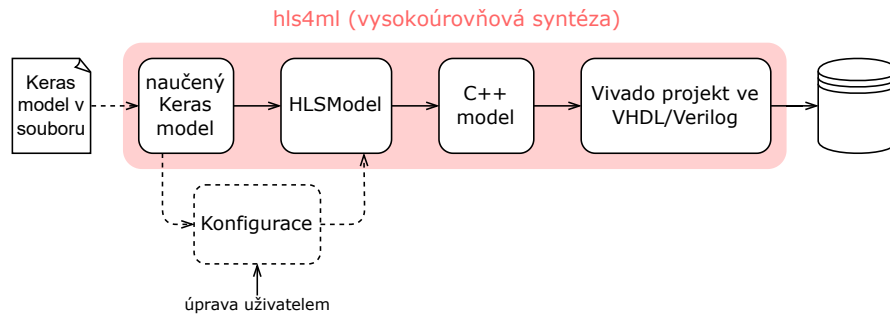 hls4ml (vysokoúrovňová syntéza)
Keras
model v
souboru
naučený
Keras
model
HLSModel
C++
model
Vivado projekt ve
VHDL/Verilog
Konfigurace
úprava uživatelem